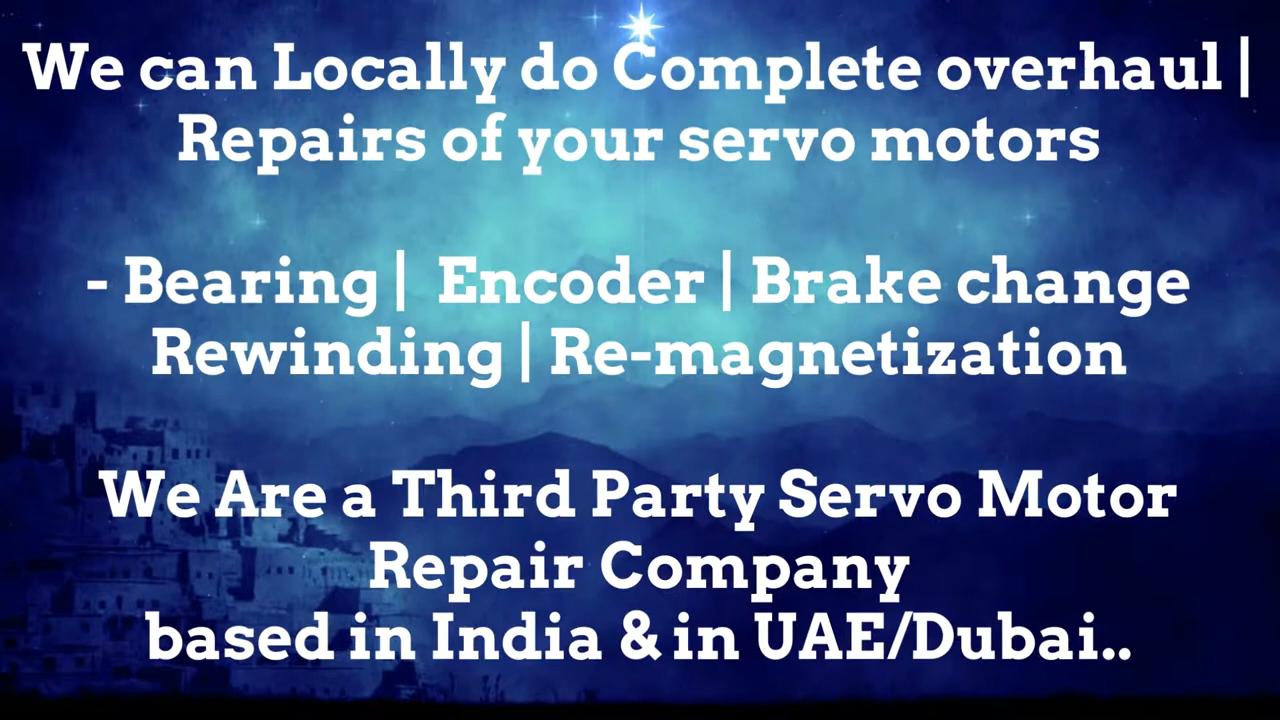 We can Locally do Complete overhaul |
Repairs of your servo motors
- Bearing | Encoder | Brake change
Rewinding | Re-magnetization
We Are a Third Party Servo Motor
Repair Company
based in India & in UAE/Dubai..